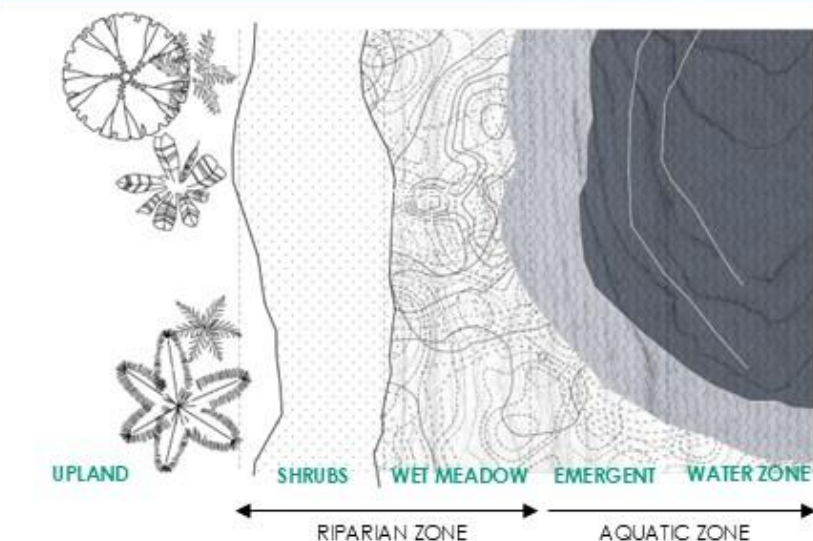 UPLAND SHRUBS WET MEADOW EMERGENT WATER ZONE
RIPARIAN ZONE AQUATIC ZONE